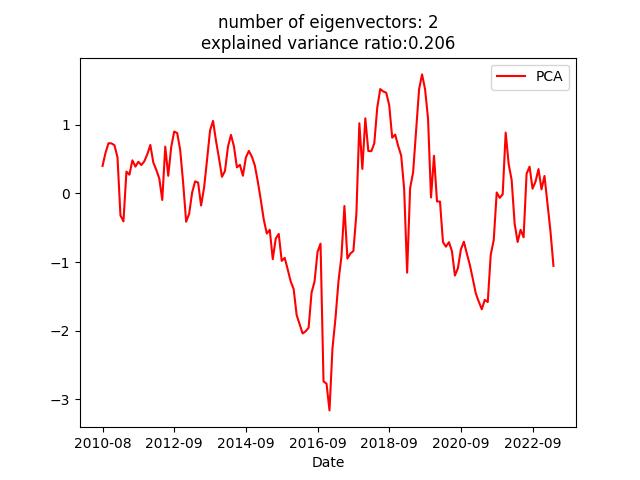 number of eigenvectors: 2
explained variance ratio:0.206
PCA
1
0
−1
−2
−3
2010-08 2012-09 2014-09 2016-09 2018-09 2020-09 2022-09
Date